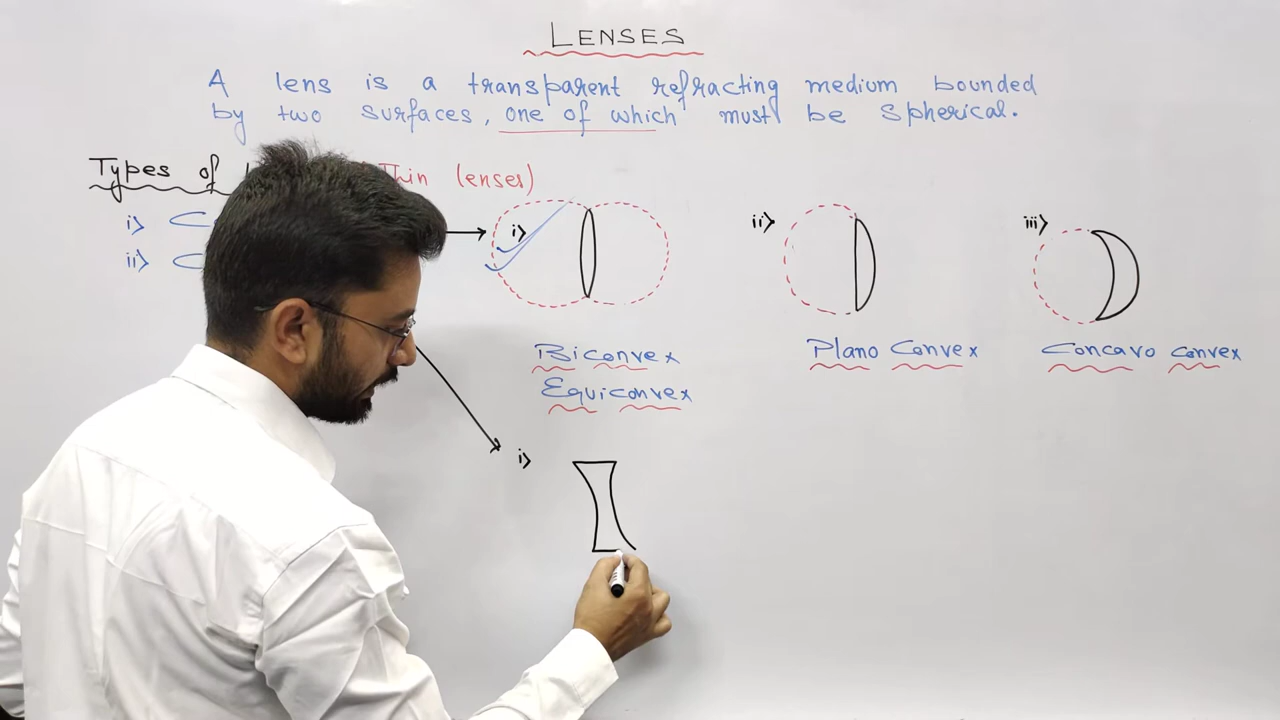 LENSES
A lens is a transparent refracting medium bounded
by two surfaces, one of which must be spherical.
Types of
Thin lenses)
i>
ii>
i>
ii>
iii>
Biconvex
Equiconvex
Plano Convex
Concavo Convex
i>